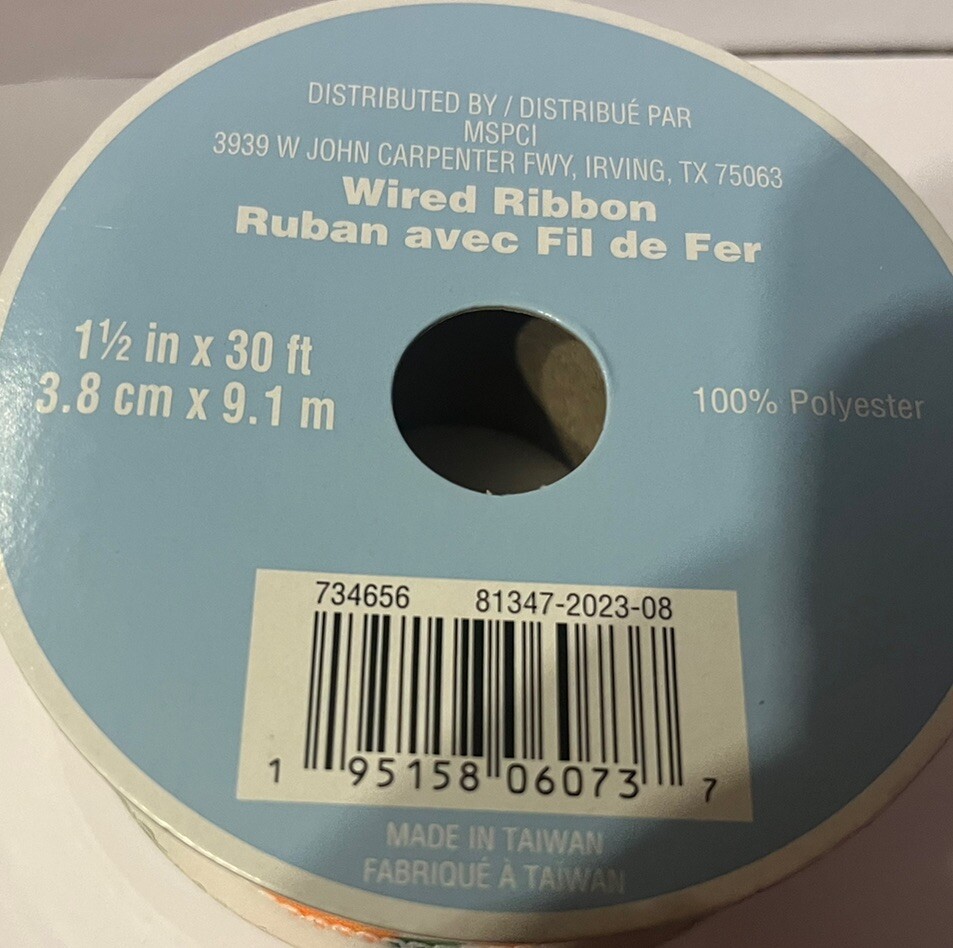 DISTRIBUTED BY / DISTRIBUÉ PAR
MSPCI
3939 W JOHN CARPENTER FWY, IRVING, TX 75063
Wired Ribbon
Ruban avec Fil de Fer
1½ in x 30 ft
3.8 cm x 9.1 m
100% Polyester
734656 81347-2023-08
1 95158 06073 7
MADE IN TAIWAN
FABRIQUÉ À TAÏWAN